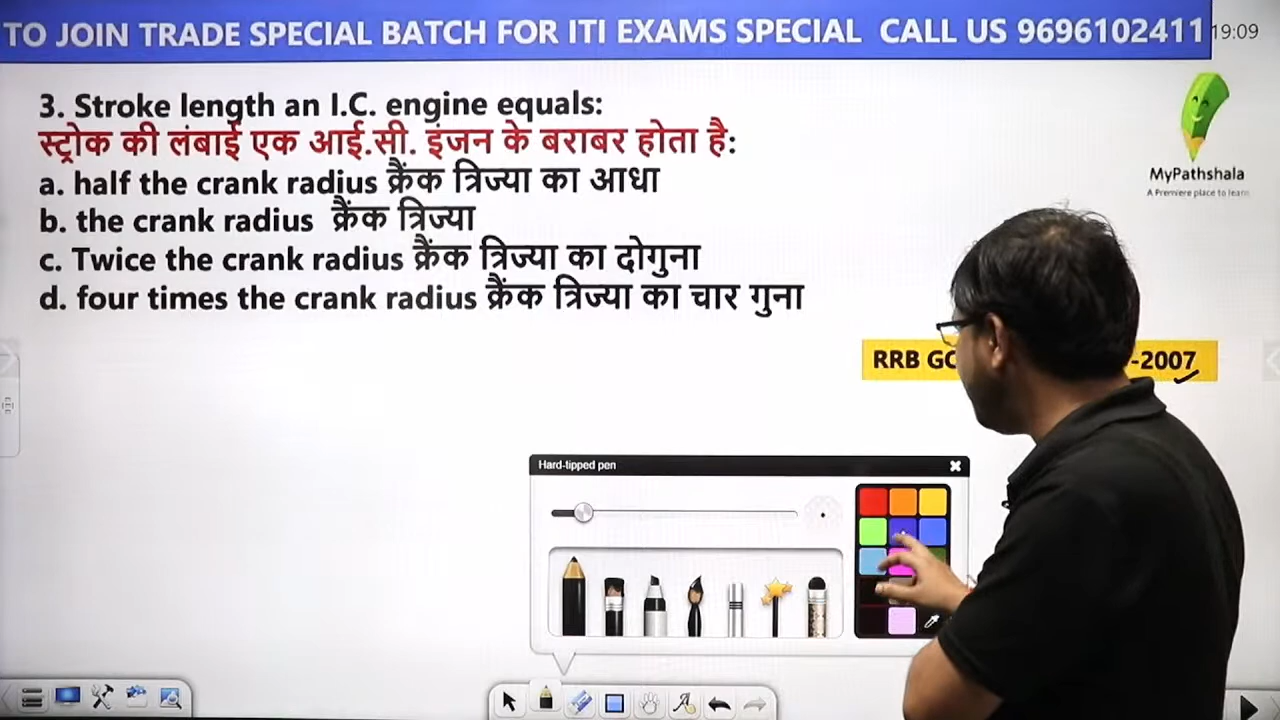 TO JOIN TRADE SPECIAL BATCH FOR ITI EXAMS SPECIAL CALL US 9696102411
19:09
3. Stroke length an I.C. engine equals:
स्ट्रोक की लंबाई एक आई.सी. इंजन के बराबर होता है:
a. half the crank radius क्रैंक त्रिज्या का आधा
b. the crank radius क्रैंक त्रिज्या
c. Twice the crank radius क्रैंक त्रिज्या का दोगुना
d. four times the crank radius क्रैंक त्रिज्या का चार गुना
MyPathshala
A Premiere place to learn
RRB GO -2007
Hard-tipped pen